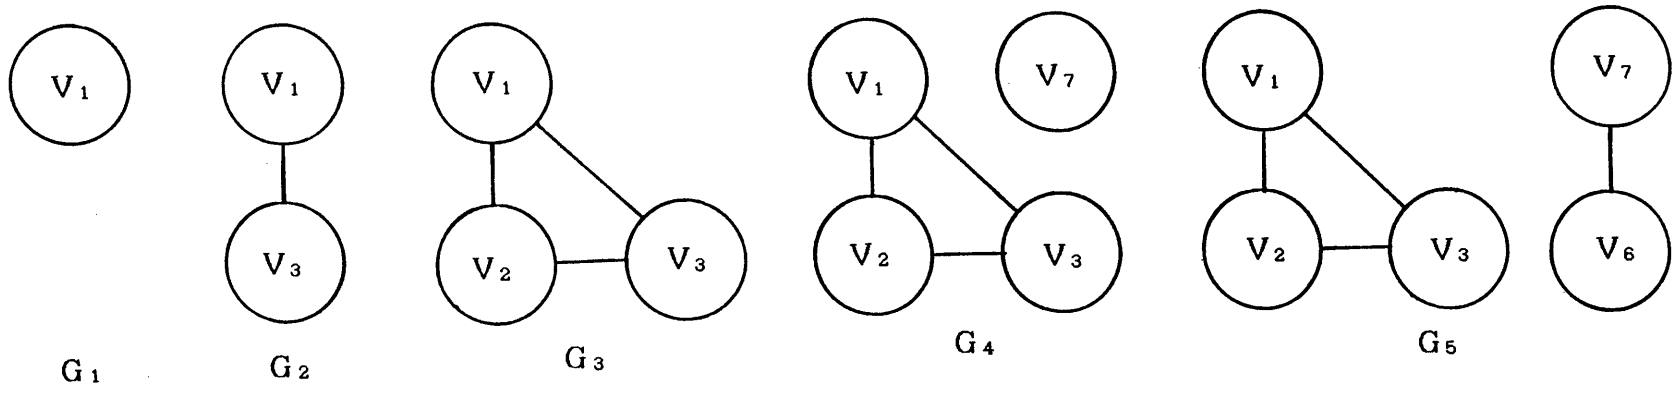 V₁ V₁ V₁ V₁ V₇ V₁ V₇
V₃ V₂ V₃ V₂ V₃ V₂ V₃ V₆
G₁ G₂ G₃ G₄ G₅